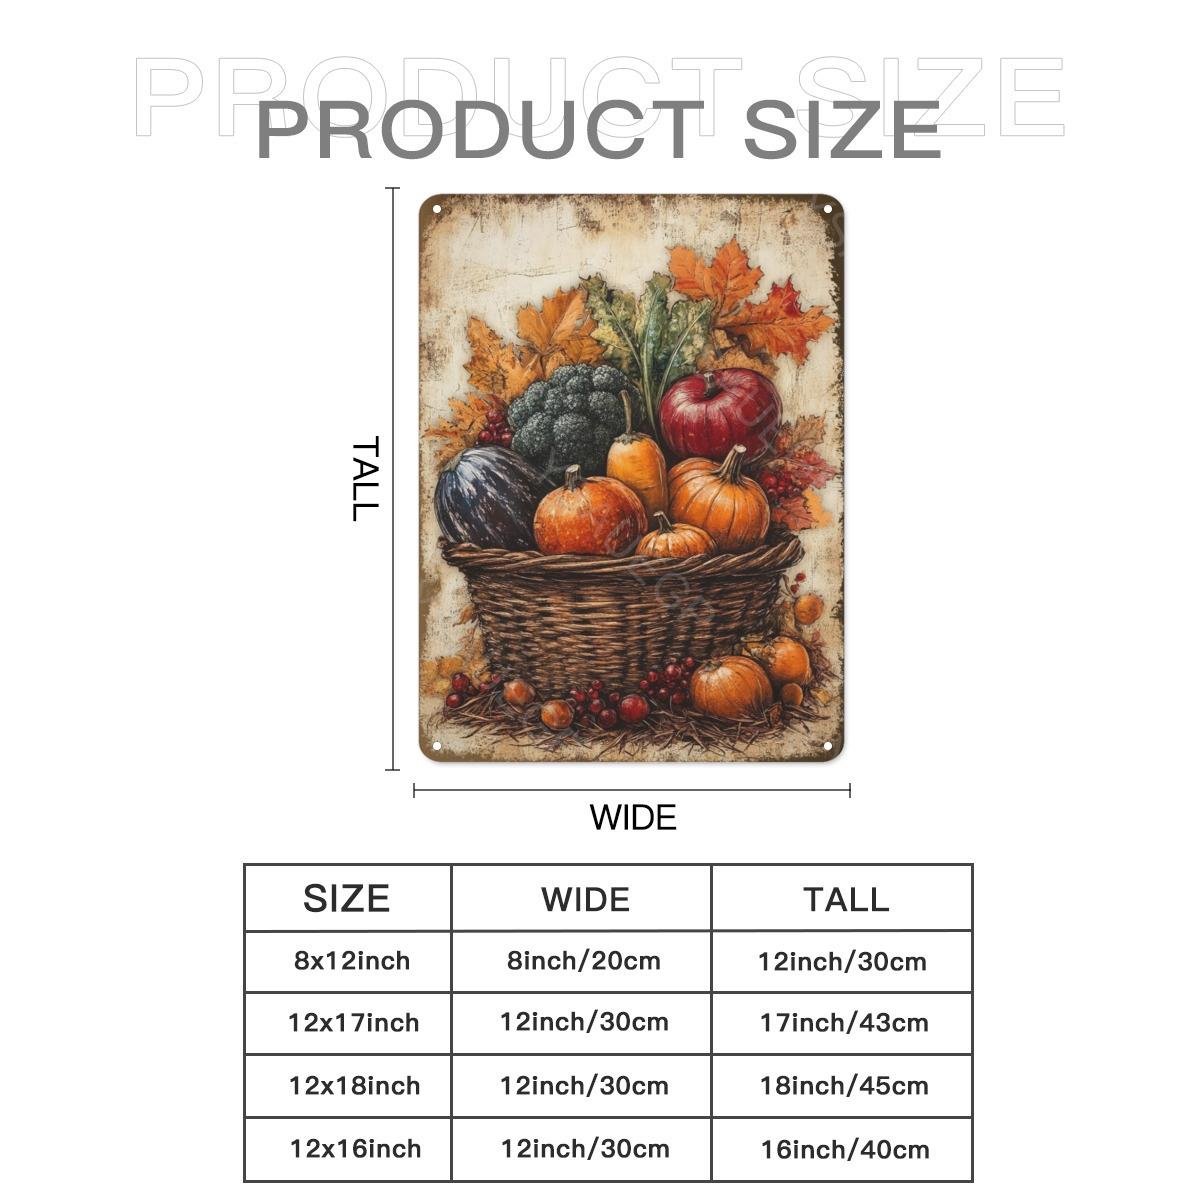 PRODUCT SIZE
PRODUCT SIZE
TALL
WIDE
SIZE WIDE TALL
8x12inch 8inch/20cm 12inch/30cm
12x17inch 12inch/30cm 17inch/43cm
12x18inch 12inch/30cm 18inch/45cm
12x16inch 12inch/30cm 16inch/40cm